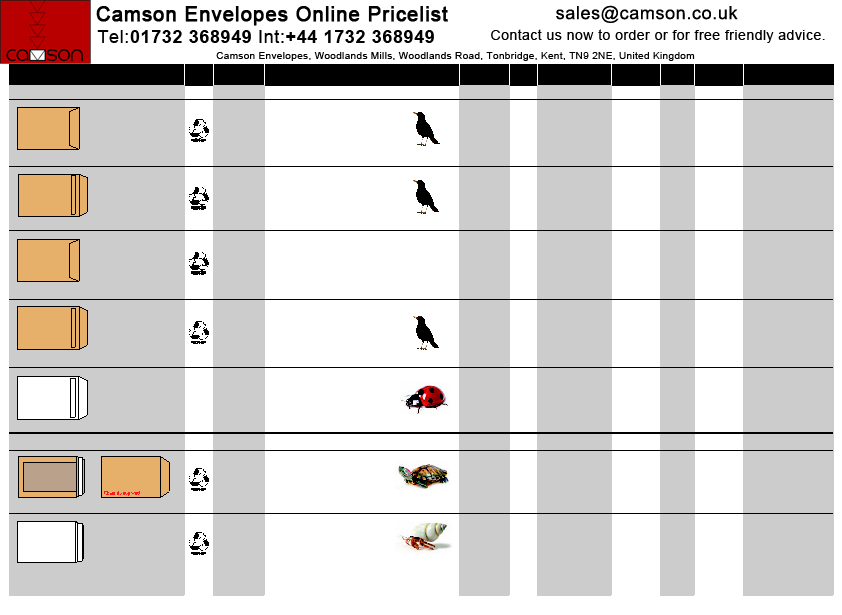 camson
Camson Envelopes Online Pricelist
Tel:01732 368949 Int:+44 1732 368949
sales@camson.co.uk
Contact us now to order or for free friendly advice.
Camson Envelopes, Woodlands Mills, Woodlands Road, Tonbridge, Kent, TN9 2NE, United Kingdom